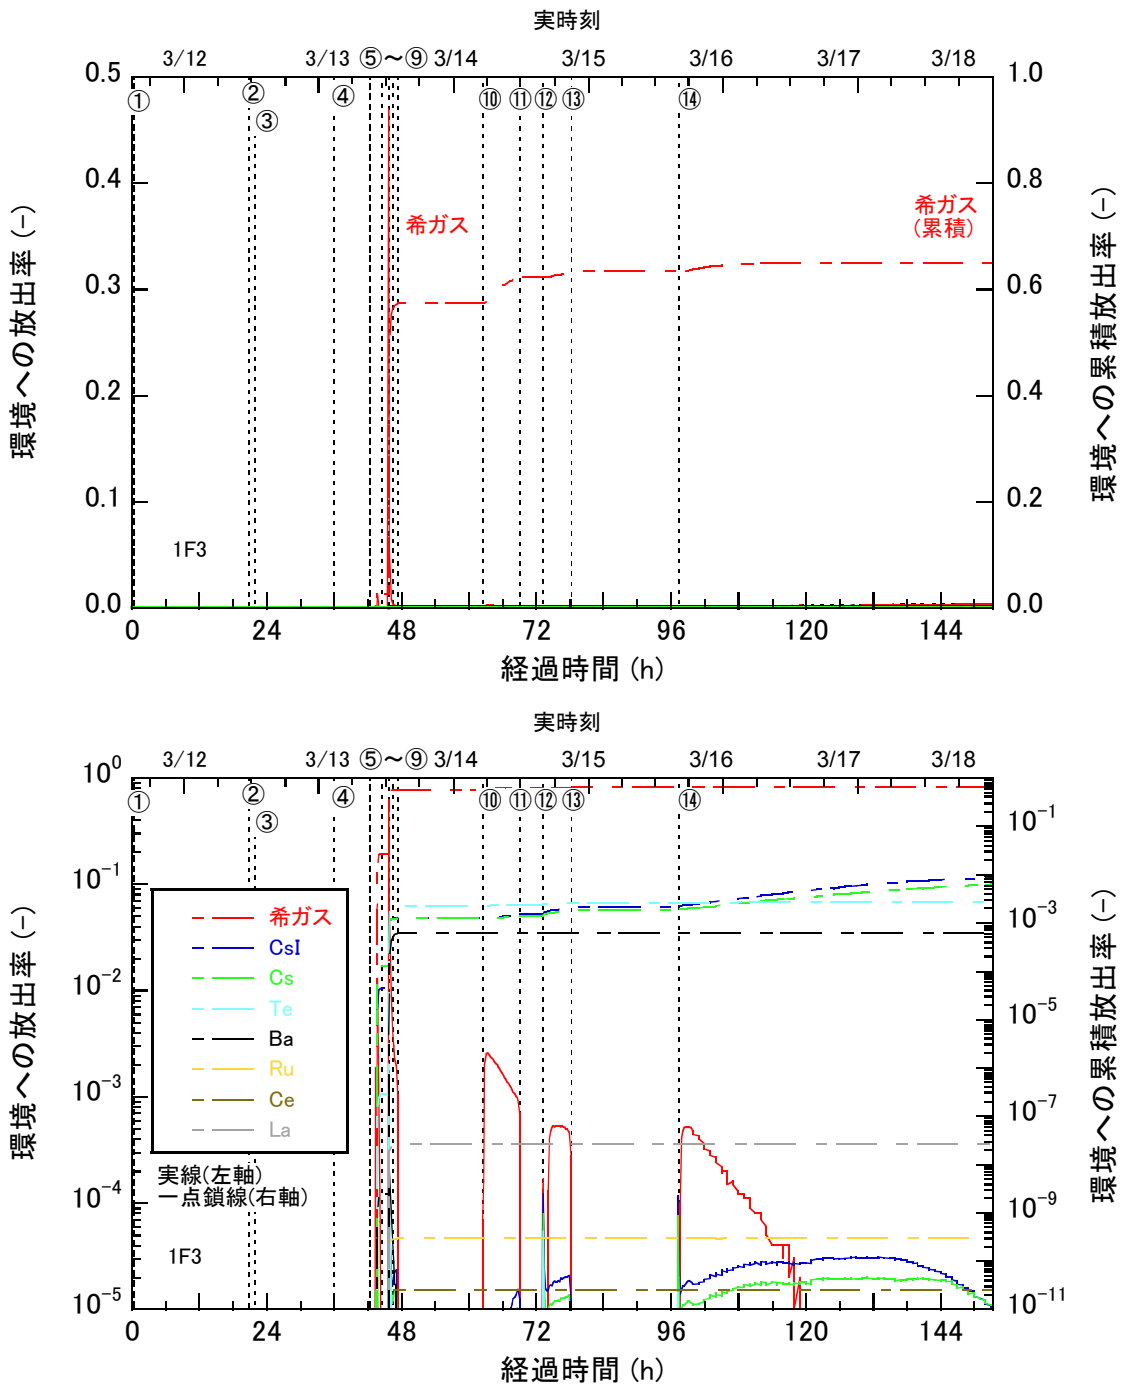 実時刻
3/12 3/13 ⑤～⑨ 3/14 3/15 3/16 3/17 3/18
0.5 1.0
① ② ④ ⑩ ⑪ ⑫ ⑬ ⑭
③
0.4 0.8
希ガス 希ガス
(累積)
0.3 0.6
0.2 0.4
0.1 0.2
1F3
0.0 0.0
0 24 48 72 96 120 144
経過時間 (h)
環境への放出率 (-)
環境への累積放出率 (-)
実時刻
3/12 3/13 ⑤～⑨ 3/14 3/15 3/16 3/17 3/18
10⁰
① ② ④ ⑩ ⑪ ⑫ ⑬ ⑭
③
10⁻¹
10⁻¹
希ガス
10⁻³
CsI
Cs
10⁻²
Te
10⁻⁵
Ba
Ru
10⁻³
Ce
10⁻⁷
La
実線(左軸)
一点鎖線(右軸)
10⁻⁴
10⁻⁹
1F3
10⁻⁵ 10⁻¹¹
0 24 48 72 96 120 144
経過時間 (h)
環境への放出率 (-)
環境への累積放出率 (-)